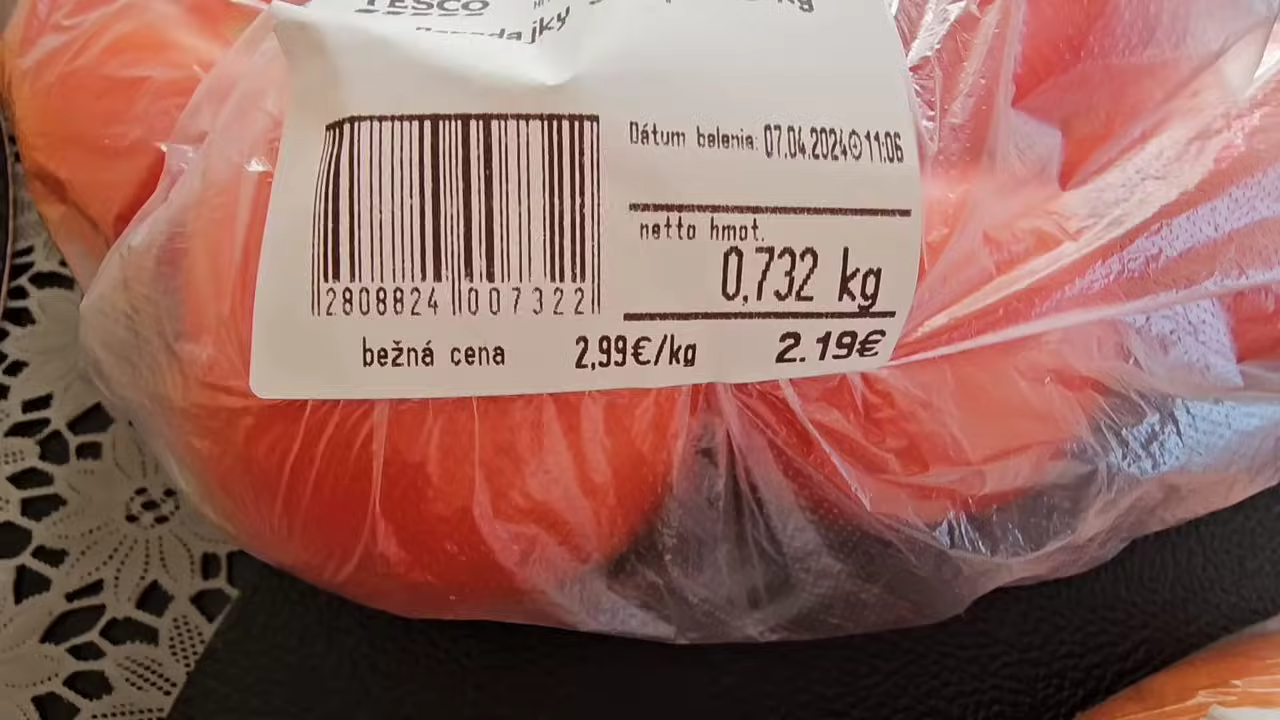 TESCO
kg
Dátum balenia: 07.04.2024 11:06
netto hmot.
0,732 kg
2808824 007322
bežná cena 2,99€/kg 2.19€